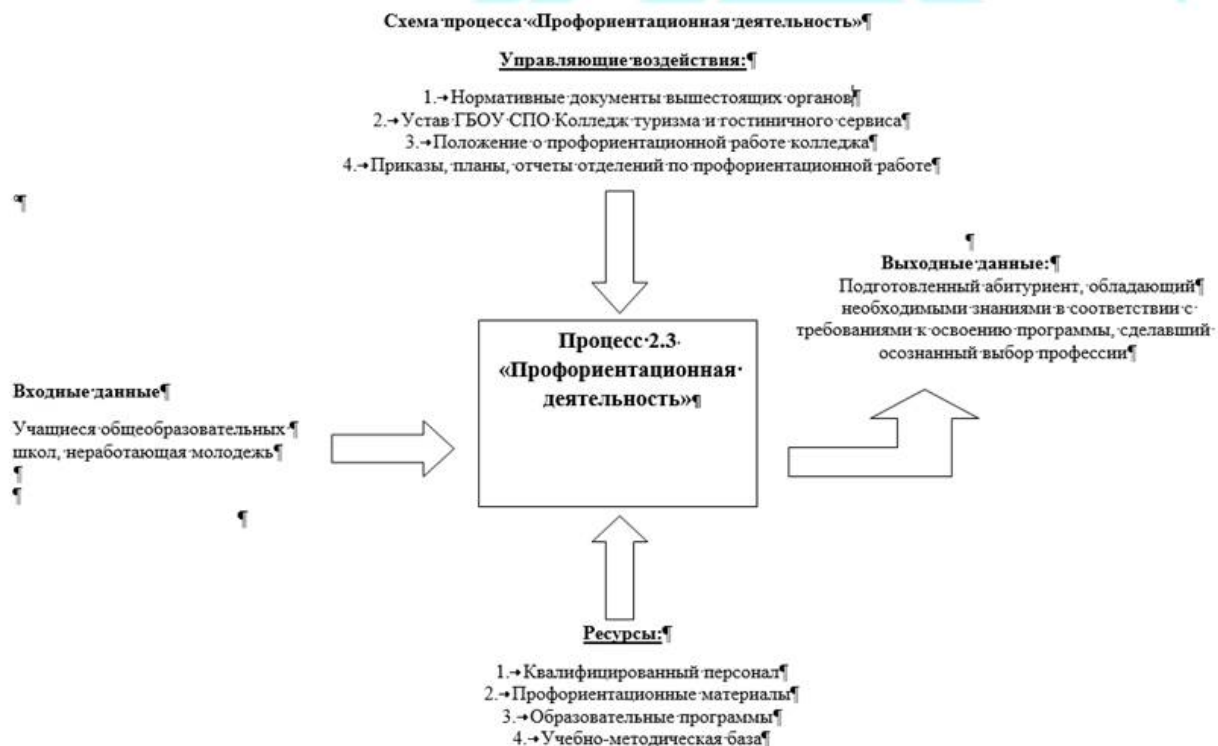 Схема процесса «Профориентационная деятельность»¶
Управляющие воздействия:¶
1.→Нормативные документы вышестоящих органов¶
2.→Устав ГБОУ СПО Колледж туризма и гостиничного сервиса¶
3.→Положение о профориентационной работе колледжа¶
4.→Приказы, планы, отчеты отделений по профориентационной работе¶
¶
¶
Выходные данные:¶
Подготовленный абитуриент, обладающий¶
необходимыми знаниями в соответствии с
требованиями к освоению программы, сделавший
осознанный выбор профессии¶
Процесс 2.3
«Профориентационная
деятельность»¶
Входные данные¶
Учащиеся общеобразовательных¶
школ, неработающая молодежь¶
¶
¶
¶
Ресурсы:¶
1.→Квалифицированный персонал¶
2.→Профориентационные материалы¶
3.→Образовательные программы¶
4.→Учебно-методическая база¶